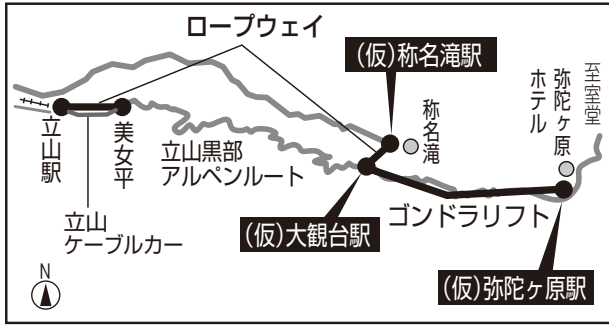 ロープウェイ
(仮)称名滝駅
至室堂
弥陀ヶ原
ホテル
称名滝
立山駅
美女平
立山黒部
アルペンルート
立山
ケーブルカー
(仮)大観台駅
ゴンドラリフト
(仮)弥陀ヶ原駅
N